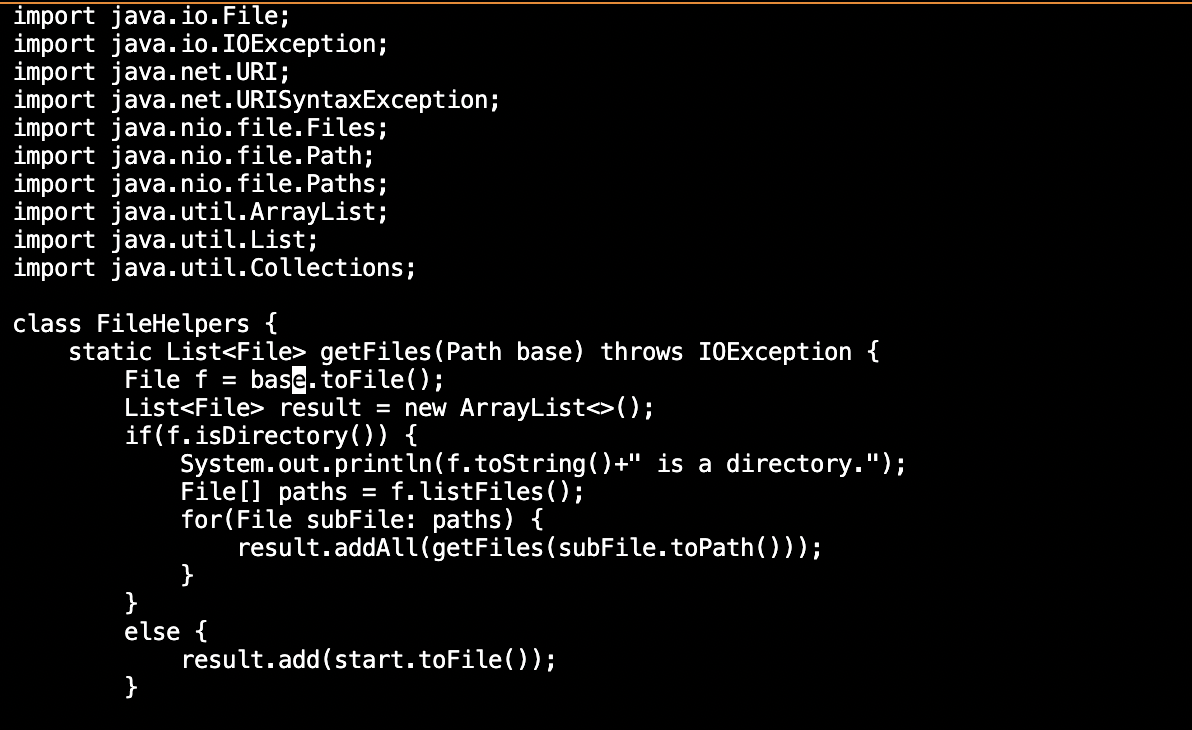 import java.io.File;
import java.io.IOException;
import java.net.URI;
import java.net.URISyntaxException;
import java.nio.file.Files;
import java.nio.file.Path;
import java.nio.file.Paths;
import java.util.ArrayList;
import java.util.List;
import java.util.Collections;

class FileHelpers {
    static List<File> getFiles(Path base) throws IOException {
        File f = base.toFile();
        List<File> result = new ArrayList<>();
        if(f.isDirectory()) {
            System.out.println(f.toString()+" is a directory.");
            File[] paths = f.listFiles();
            for(File subFile: paths) {
                result.addAll(getFiles(subFile.toPath()));
            }
        }
        else {
            result.add(start.toFile());
        }